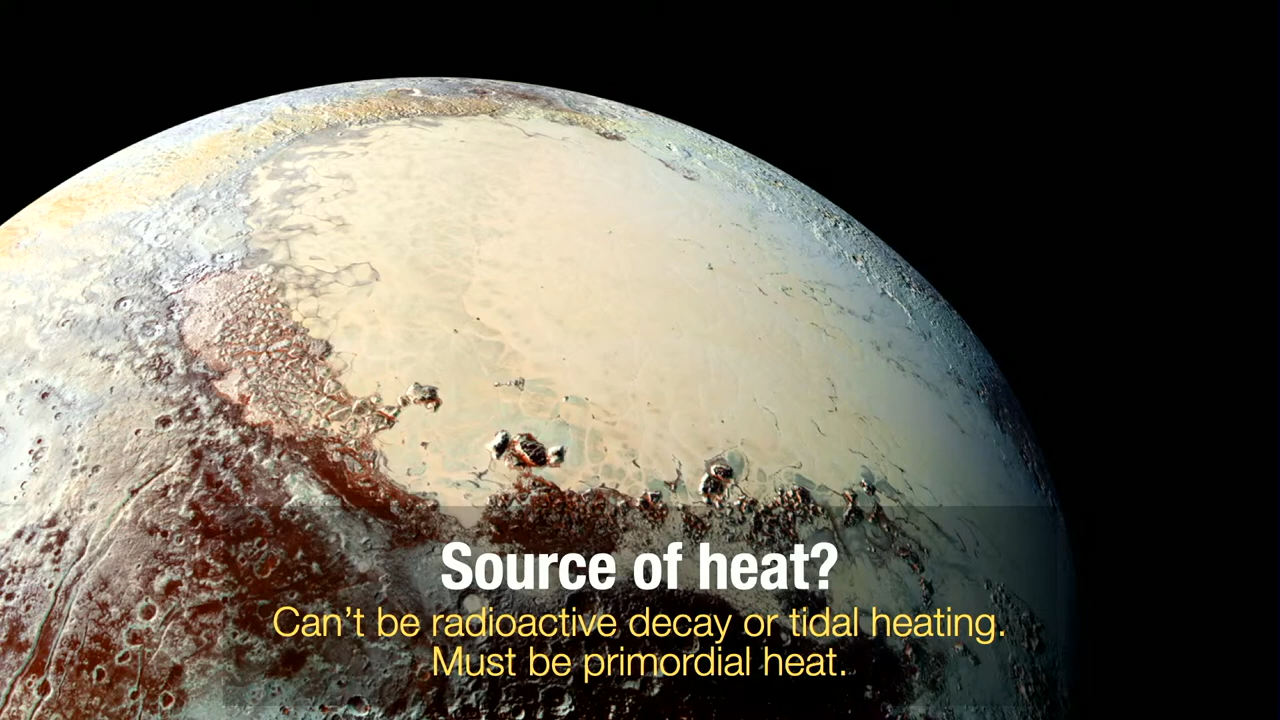 Source of heat?
Can’t be radioactive decay or tidal heating.
Must be primordial heat.